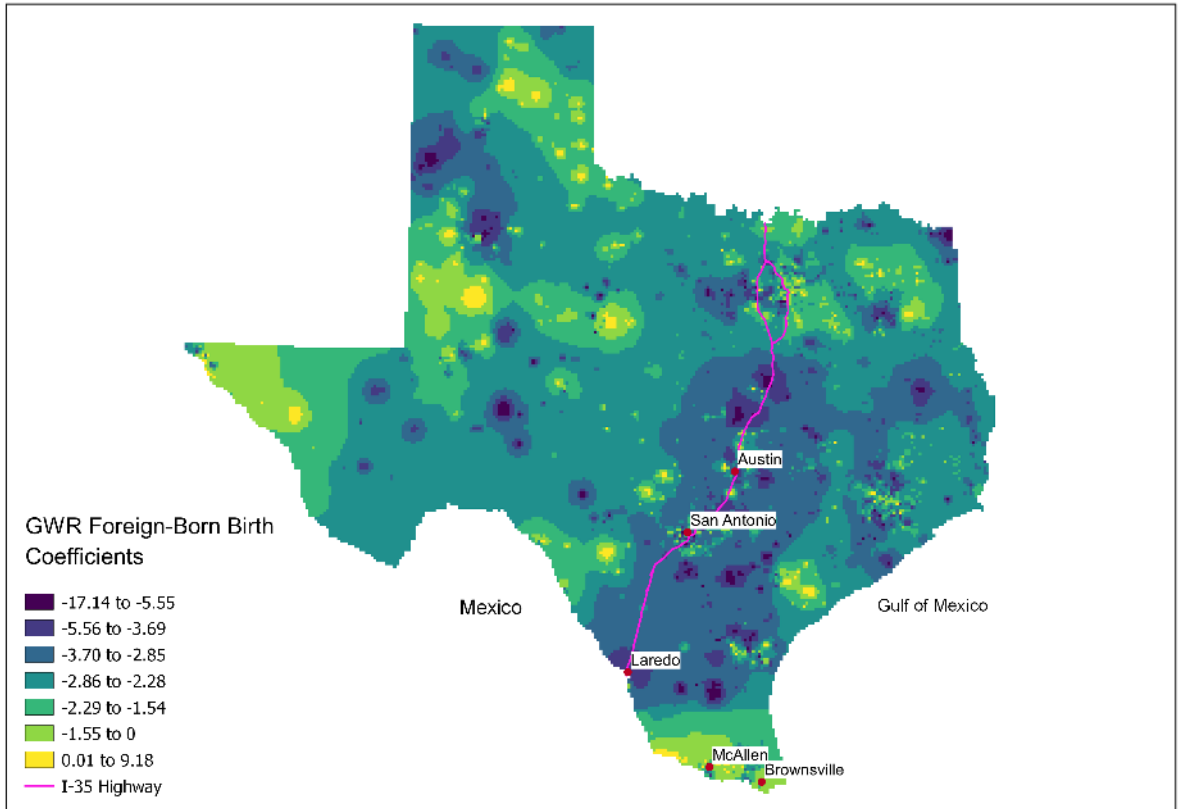 Austin
San Antonio
GWR Foreign-Born Birth
Coefficients
-17.14 to -5.55
-5.56 to -3.69
-3.70 to -2.85
-2.86 to -2.28
-2.29 to -1.54
-1.55 to 0
0.01 to 9.18
I-35 Highway
Mexico
Gulf of Mexico
Laredo
McAllen
Brownsville